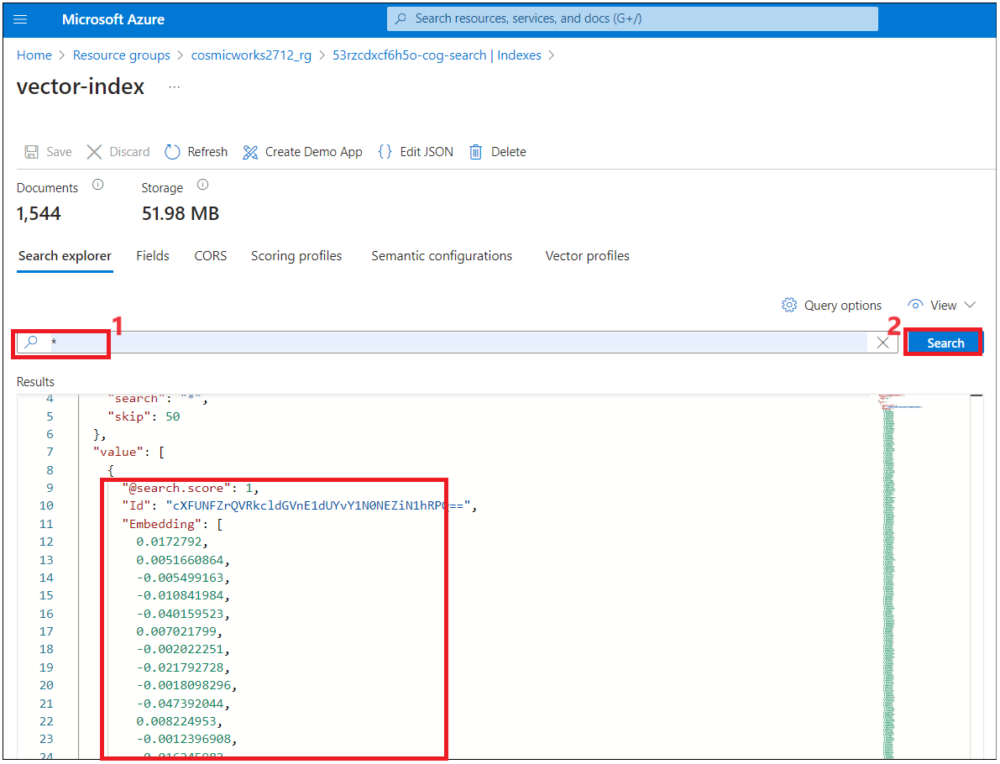 Microsoft Azure
Search resources, services, and docs (G+/)
Home > Resource groups > cosmicworks2712_rg > 53rzcdxcf6h5o-cog-search | Indexes >
vector-index ...
Save Discard Refresh Create Demo App {} Edit JSON Delete
Documents Storage
1,544 51.98 MB
Search explorer Fields CORS Scoring profiles Semantic configurations Vector profiles
Query options View
1 2
* Search
Results
4 "search": "*",
5 "skip": 50
6 },
7 "value": [
8 {
9 "@search.score": 1,
10 "Id": "cXFUNFZrQVRkcldGVnE1dUYvY1N0NEZiN1hRPQ==",
11 "Embedding": [
12 0.0172792,
13 0.0051660864,
14 -0.005499163,
15 -0.010841984,
16 -0.040159523,
17 0.007021799,
18 -0.002022251,
19 -0.021792728,
20 -0.0018098296,
21 -0.047392044,
22 0.008224953,
23 -0.0012396908,
24